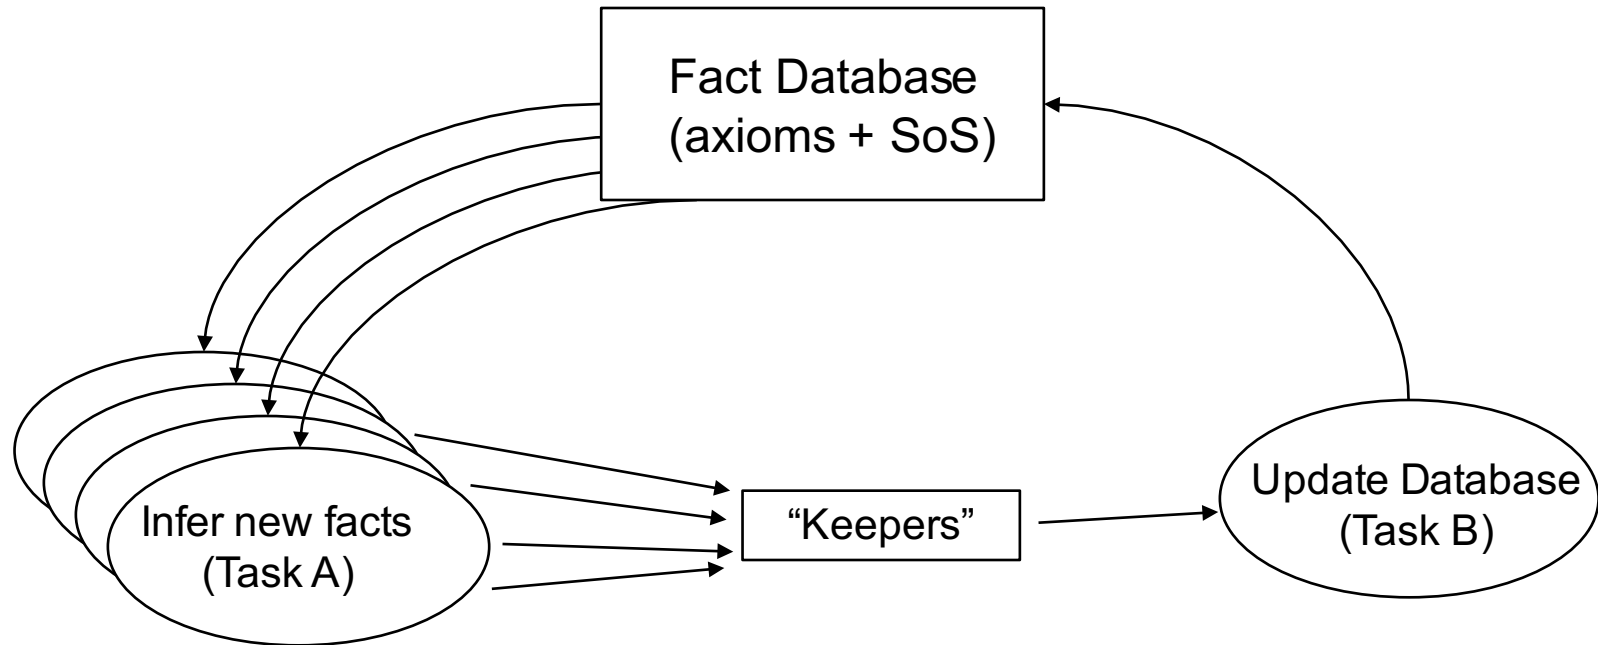 Fact Database
(axioms + SoS)
Infer new facts
(Task A)
“Keepers”
Update Database
(Task B)